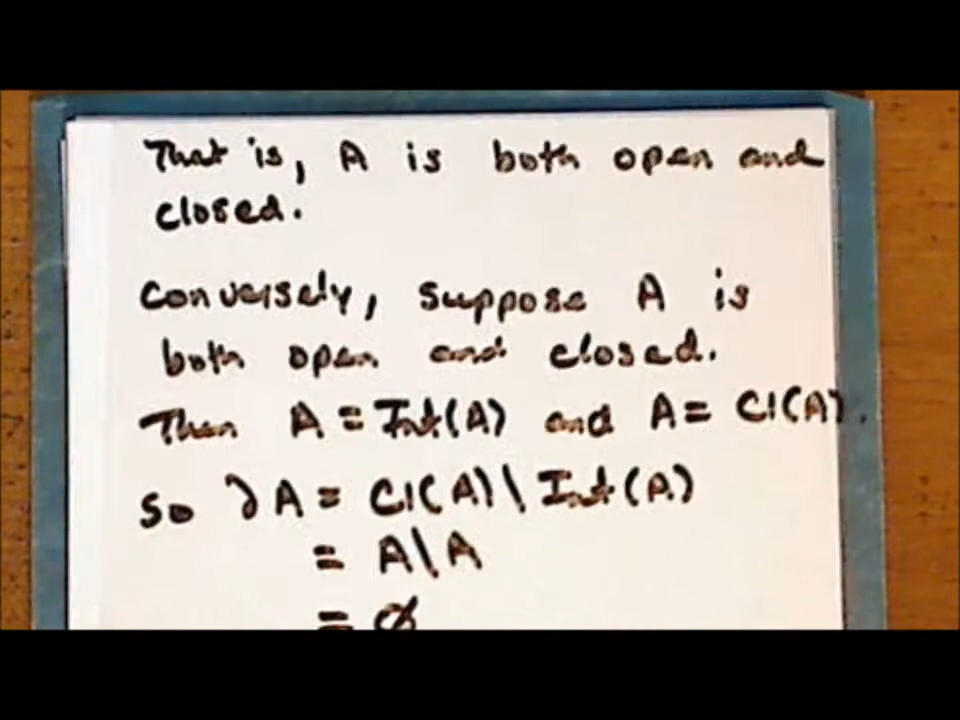 That is, A is both open and
closed.
Conversely, suppose A is
both open and closed.
Then A = Int(A) and A = Cl(A).
So ∂A = Cl(A) \ Int(A)
= A \ A
= ∅